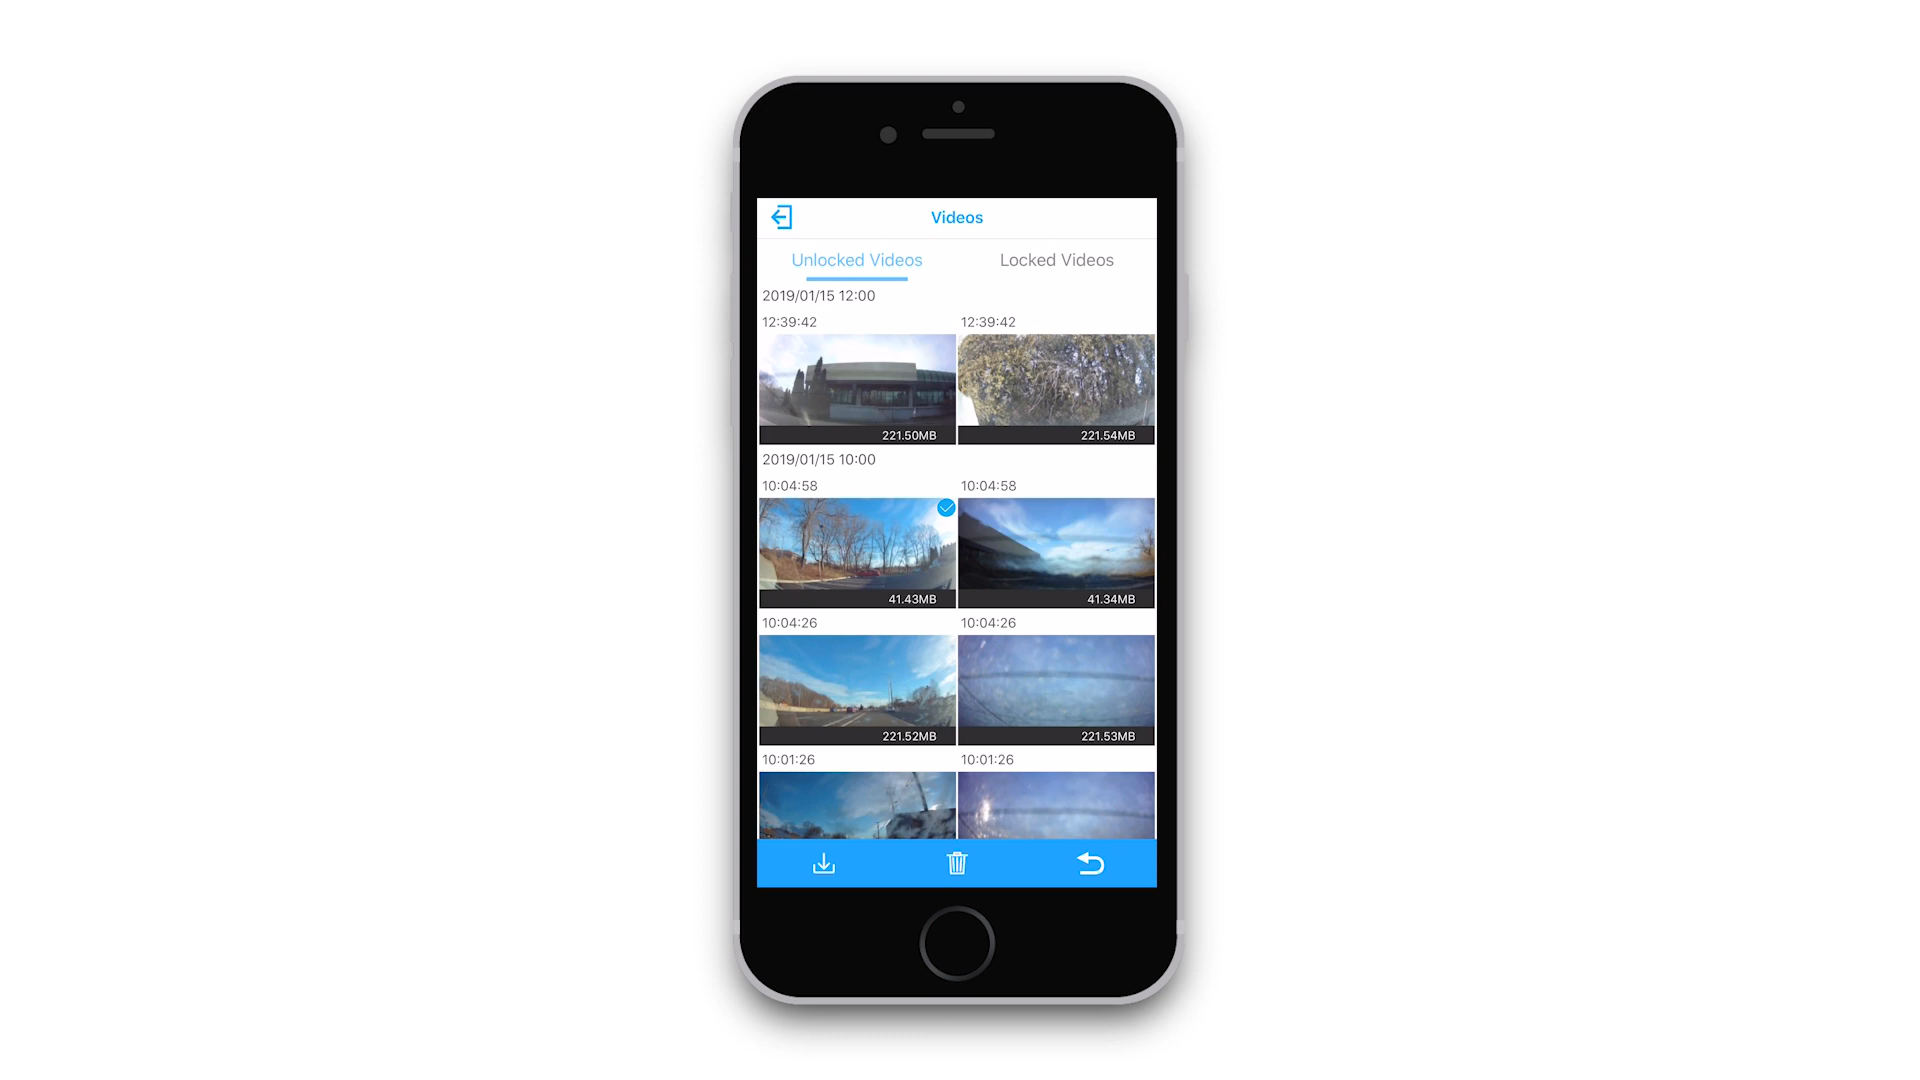 Videos
Unlocked Videos Locked Videos
2019/01/15 12:00
12:39:42 12:39:42
221.50MB 221.54MB
2019/01/15 10:00
10:04:58 10:04:58
41.43MB 41.34MB
10:04:26 10:04:26
221.52MB 221.53MB
10:01:26 10:01:26